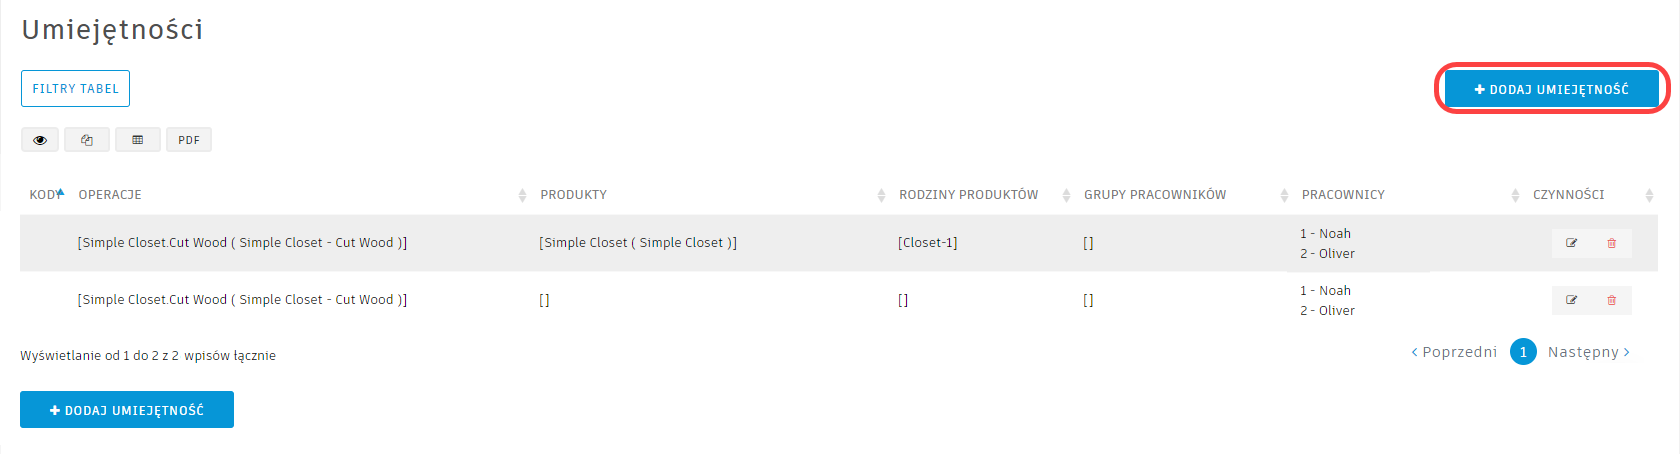 Umiejętności
FILTRY TABEL
DODAJ UMIEJĘTNOŚĆ
PDF
KODY OPERACJE PRODUKTY RODZINY PRODUKTÓW GRUPY PRACOWNIKÓW PRACOWNICY CZYNNOŚCI
[Simple Closet.Cut Wood ( Simple Closet - Cut Wood )] [Simple Closet ( Simple Closet )] [Closet-1] [] 1 - Noah
2 - Oliver
[Simple Closet.Cut Wood ( Simple Closet - Cut Wood )] [] [] [] 1 - Noah
2 - Oliver
Wyświetlanie od 1 do 2 z 2 wpisów łącznie
< Poprzedni 1 Następny >
DODAJ UMIEJĘTNOŚĆ